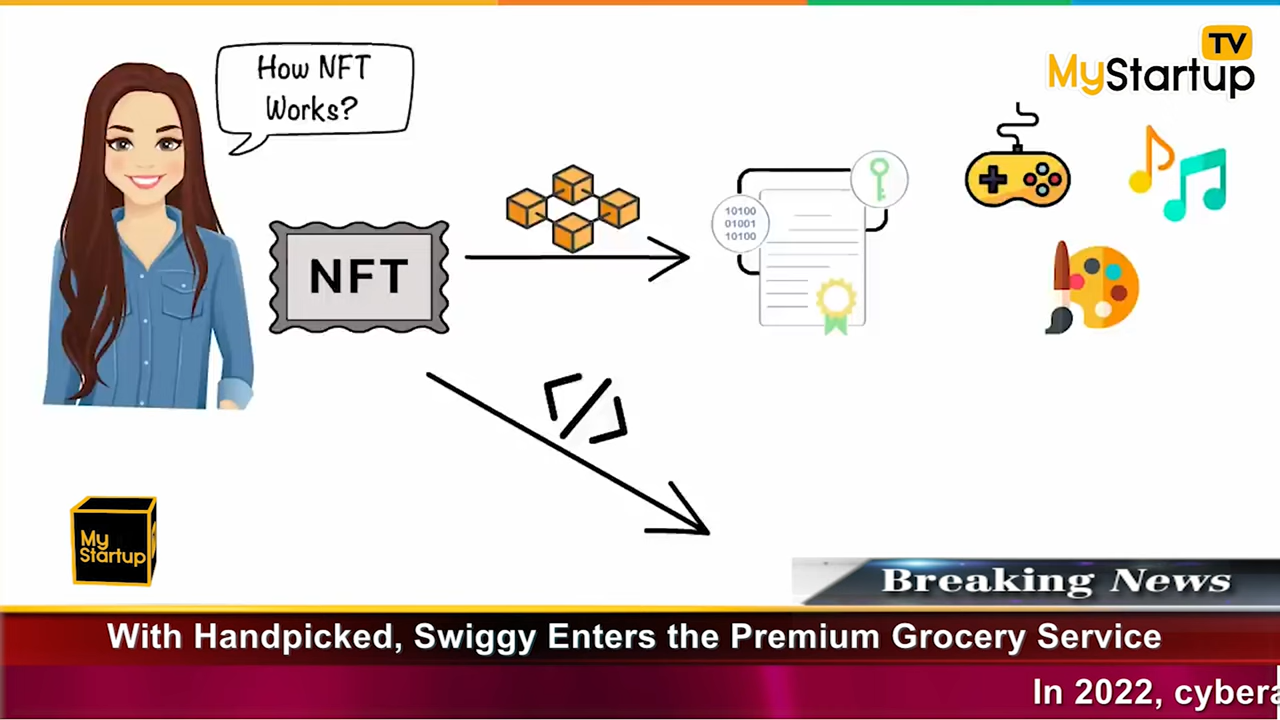 How NFT
Works?
TV
MyStartup
NFT
10100
01001
10100
</>
My
Startup
Breaking News
With Handpicked, Swiggy Enters the Premium Grocery Service
In 2022, cybera